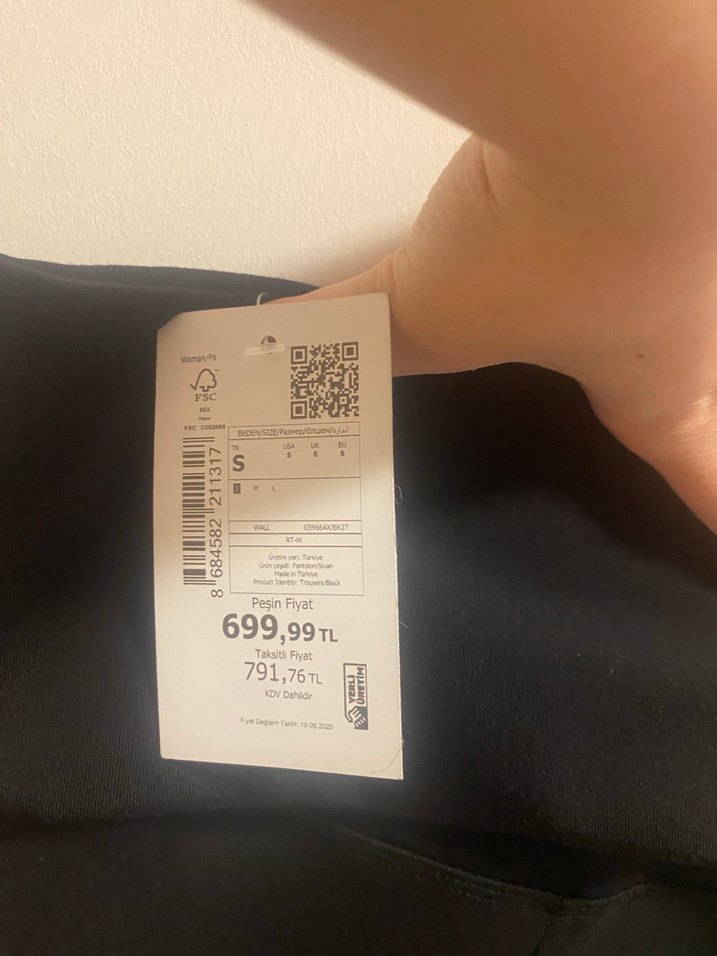 Woman/Fit
FSC
MIX
Paper
FSC C092668
8 684582 211317
BEDEN/SIZE/Размер/Өлшем/اندازه
TR USA UK EU
S S S S
S M L
WALL G5966AX/BK27
RT-W
Üretim yeri: Türkiye
Ürün çeşidi: Pantolon/Siyah
Made in Türkiye
Product Identity: Trousers/Black
Peşin Fiyat
699,99 TL
Taksitli Fiyat
791,76 TL
KDV Dahildir
YERLİ
ÜRETİM
Fiyat Değişim Tarihi: 19.09.2025